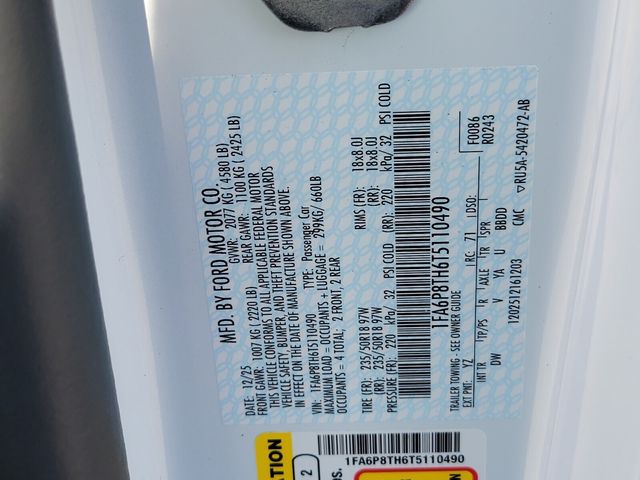 MFD. BY FORD MOTOR CO.
12/25 GVWR: 2077 KG ( 4580 LB)
FRONT GAWR: 1007 KG (2220 LB) REAR GAWR: 1100 KG ( 2425 LB)
VEHICLE CONFORMS TO ALL APPLICABLE FEDERAL MOTOR
VEHICLE SAFETY, BUMPER, AND THEFT PREVENTION STANDARDS
IN EFFECT ON THE DATE OF MANUFACTURE SHOWN ABOVE.
VIN: 1FA6P8TH6T5110490 TYPE: Passenger Car
MAXIMUM LOAD = OCCUPANTS + LUGGAGE = 299KG/ 660LB
OCCUPANTS = 4 TOTAL; 2 FRONT, 2 REAR
TIRE (FR): 235/50R18 97W RIMS (FR): 18x8.0J
(RR): 235/50R18 97W (RR): 18x8.0J
PRESSURE (FR): 220 kPa/ 32 PSI COLD (RR): 220 kPa/ 32 PSI COLD
1FA6P8TH6T5110490
F0086
R0243
TRAILER TOWING - SEE OWNER GUIDE
EXT PNT: YZ RC: 71 DSO:
INT TR TP/PS R AXLE TR SPR
DW V YA U BBDD
120251216 1203 CMC ▽RU5A-5420472-AB
1FA6P8TH6T5110490
2